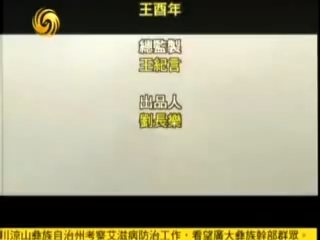 王酉年
總監製
王紀言
出品人
劉長樂
川涼山彝族自治州考察艾滋病防治工作，看望廣大彝族幹部群眾。